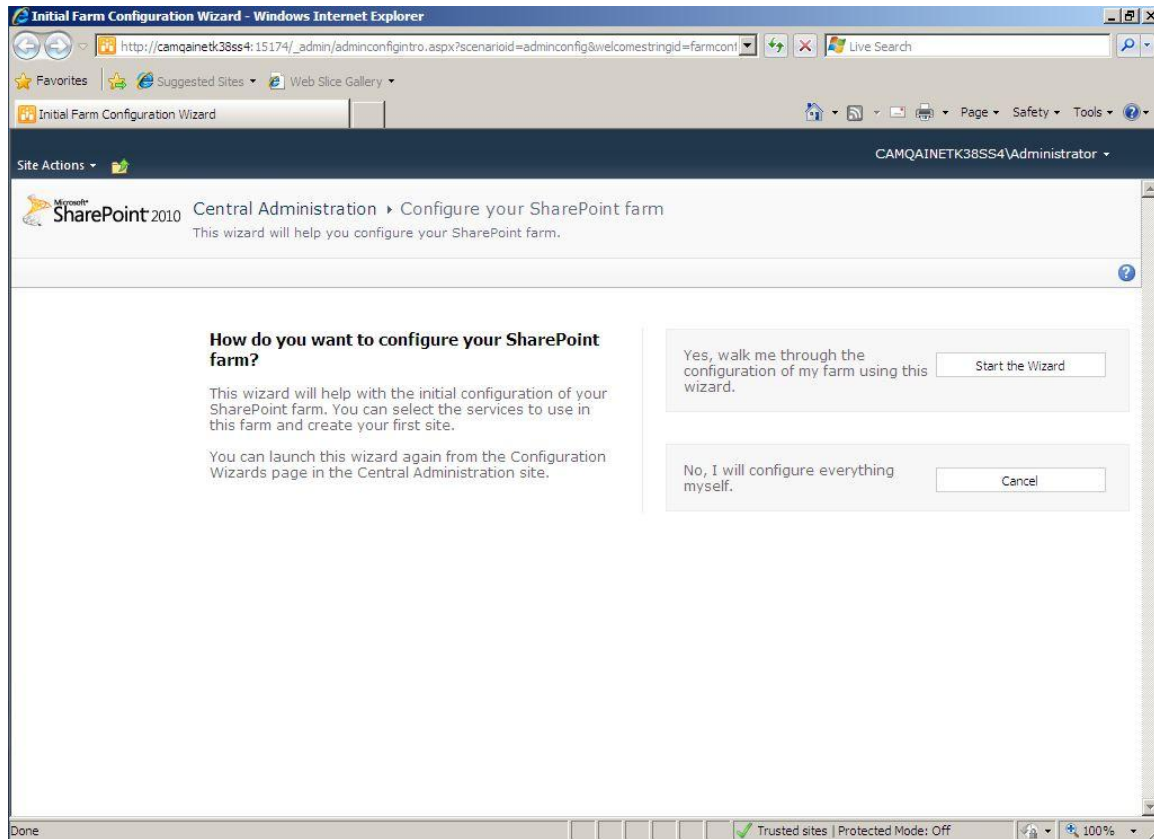 Initial Farm Configuration Wizard - Windows Internet Explorer
http://camqainetk38ss4:15174/_admin/adminconfigintro.aspx?scenarioid=adminconfig&welcomestringid=farmconf
Live Search
Favorites
Suggested Sites
Web Slice Gallery
Initial Farm Configuration Wizard
Page
Safety
Tools
Site Actions
CAMQAINETK38SS4\Administrator
Microsoft®
SharePoint 2010
Central Administration ▸ Configure your SharePoint farm
This wizard will help you configure your SharePoint farm.
How do you want to configure your SharePoint
farm?
This wizard will help with the initial configuration of your
SharePoint farm. You can select the services to use in
this farm and create your first site.
You can launch this wizard again from the Configuration
Wizards page in the Central Administration site.
Yes, walk me through the
configuration of my farm using this
wizard.
Start the Wizard
No, I will configure everything
myself.
Cancel
Done
Trusted sites | Protected Mode: Off
100%